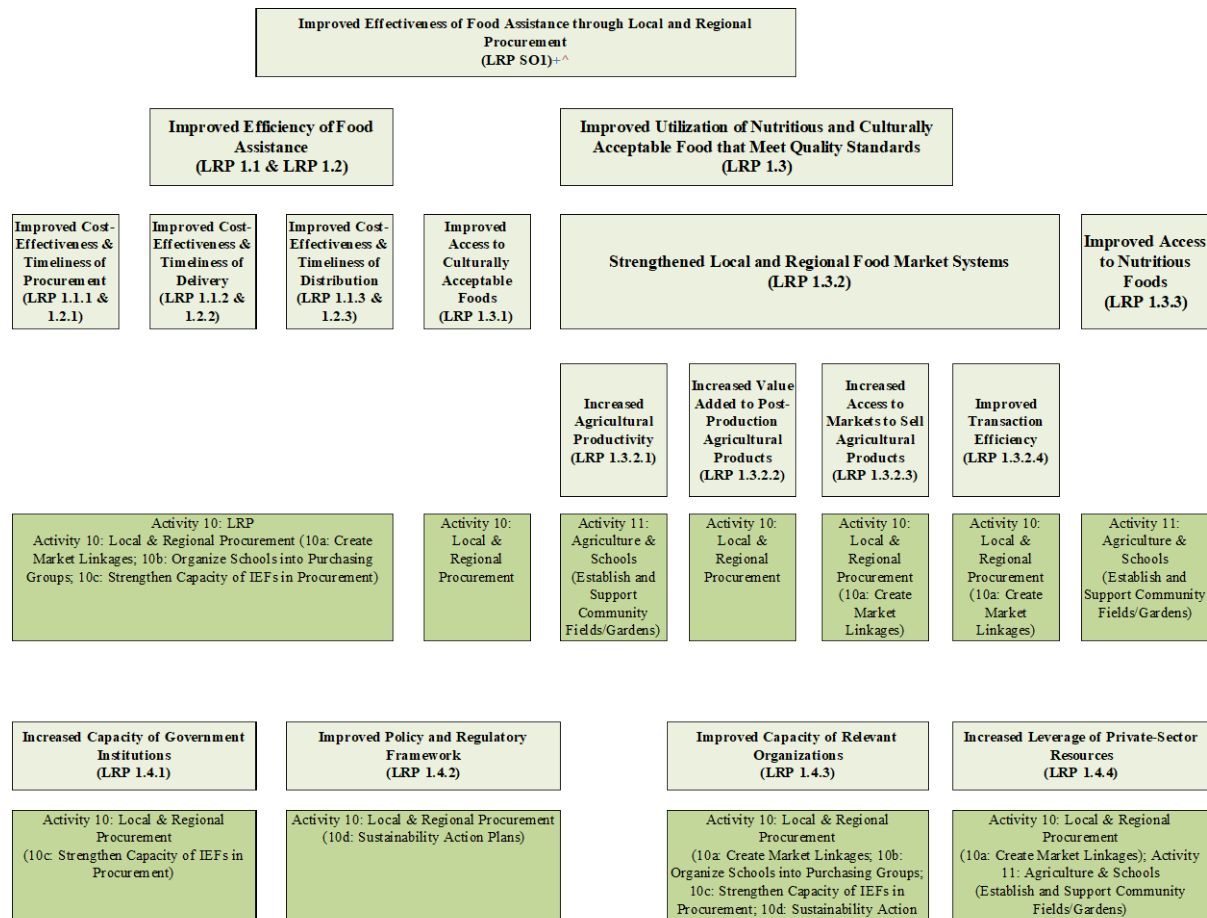 Improved Effectiveness of Food Assistance through Local and Regional
Procurement
(LRP SO1)+^
Improved Efficiency of Food
Assistance
(LRP 1.1 & LRP 1.2)
Improved Utilization of Nutritious and Culturally
Acceptable Food that Meet Quality Standards
(LRP 1.3)
Improved Cost-
Effectiveness &
Timeliness of
Procurement
(LRP 1.1.1 &
1.2.1)
Improved Cost-
Effectiveness &
Timeliness of
Delivery
(LRP 1.1.2 &
1.2.2)
Improved Cost-
Effectiveness &
Timeliness of
Distribution
(LRP 1.1.3 &
1.2.3)
Improved
Access to
Culturally
Acceptable
Foods
(LRP 1.3.1)
Strengthened Local and Regional Food Market Systems
(LRP 1.3.2)
Improved Access
to Nutritious
Foods
(LRP 1.3.3)
Increased
Agricultural
Productivity
(LRP 1.3.2.1)
Increased Value
Added to Post-
Production
Agricultural
Products
(LRP 1.3.2.2)
Increased
Access to
Markets to Sell
Agricultural
Products
(LRP 1.3.2.3)
Improved
Transaction
Efficiency
(LRP 1.3.2.4)
Activity 10: LRP
Activity 10: Local & Regional Procurement (10a: Create
Market Linkages; 10b: Organize Schools into Purchasing
Groups; 10c: Strengthen Capacity of IEFs in Procurement)
Activity 10:
Local &
Regional
Procurement
Activity 11:
Agriculture &
Schools
(Establish and
Support
Community
Fields/Gardens)
Activity 10:
Local &
Regional
Procurement
Activity 10:
Local &
Regional
Procurement
(10a: Create
Market
Linkages)
Activity 10:
Local &
Regional
Procurement
(10a: Create
Market
Linkages)
Activity 11:
Agriculture &
Schools
(Establish and
Support Community
Fields/Gardens)
Increased Capacity of Government
Institutions
(LRP 1.4.1)
Improved Policy and Regulatory
Framework
(LRP 1.4.2)
Improved Capacity of Relevant
Organizations
(LRP 1.4.3)
Increased Leverage of Private-Sector
Resources
(LRP 1.4.4)
Activity 10: Local & Regional
Procurement
(10c: Strengthen Capacity of IEFs in
Procurement)
Activity 10: Local & Regional Procurement
(10d: Sustainability Action Plans)
Activity 10: Local & Regional
Procurement
(10a: Create Market Linkages; 10b:
Organize Schools into Purchasing Groups;
10c: Strengthen Capacity of IEFs in
Procurement; 10d: Sustainability Action
Activity 10: Local & Regional
Procurement
(10a: Create Market Linkages); Activity
11: Agriculture & Schools
(Establish and Support Community
Fields/Gardens)